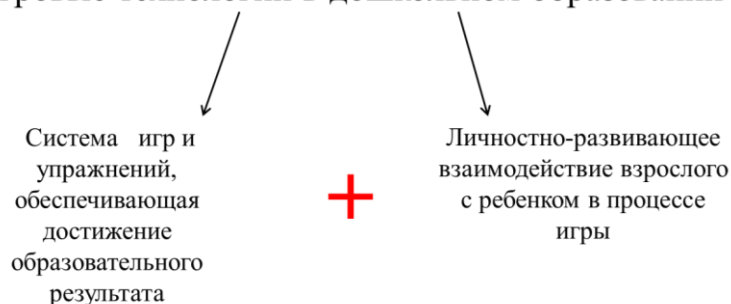 технологии в дошкольном образовании
Система игр и
упражнений,
обеспечивающая
достижение
образовательного
результата
+
Личностно-развивающее
взаимодействие взрослого
с ребенком в процессе
игры